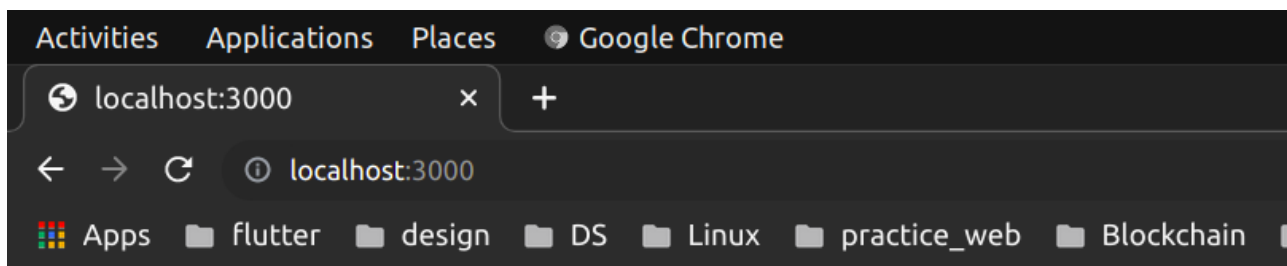 Activities Applications Places Google Chrome
localhost:3000
localhost:3000
Apps flutter design DS Linux practice_web Blockchain